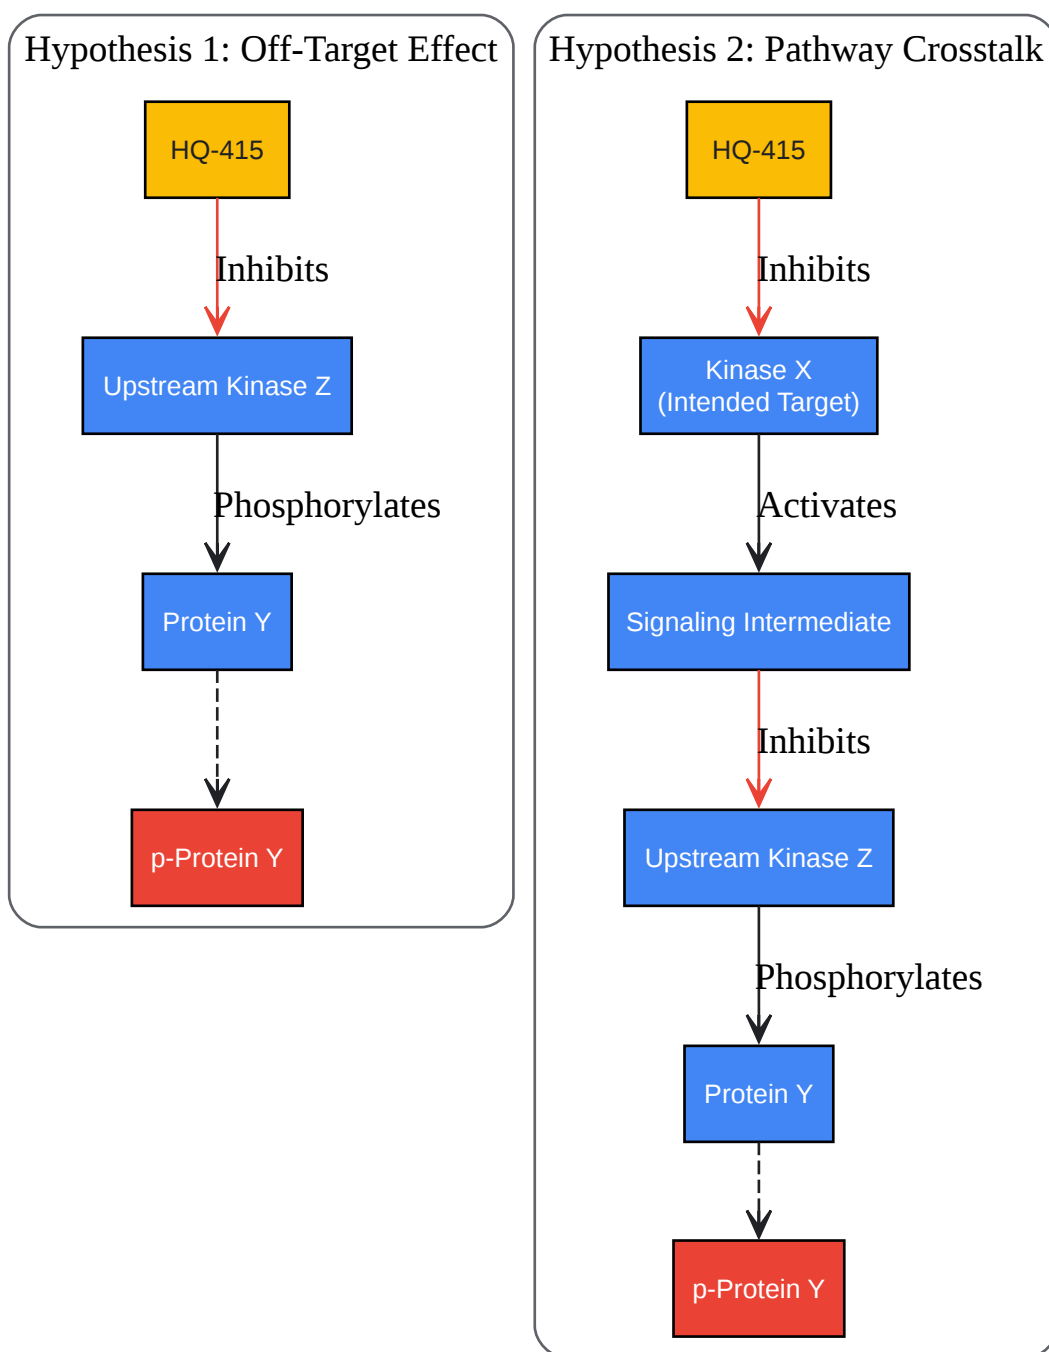 Hypothesis 1: Off-Target Effect
HQ-415
Inhibits
Upstream Kinase Z
Phosphorylates
Protein Y
p-Protein Y
Hypothesis 2: Pathway Crosstalk
HQ-415
Inhibits
Kinase X
(Intended Target)
Activates
Signaling Intermediate
Inhibits
Upstream Kinase Z
Phosphorylates
Protein Y
p-Protein Y